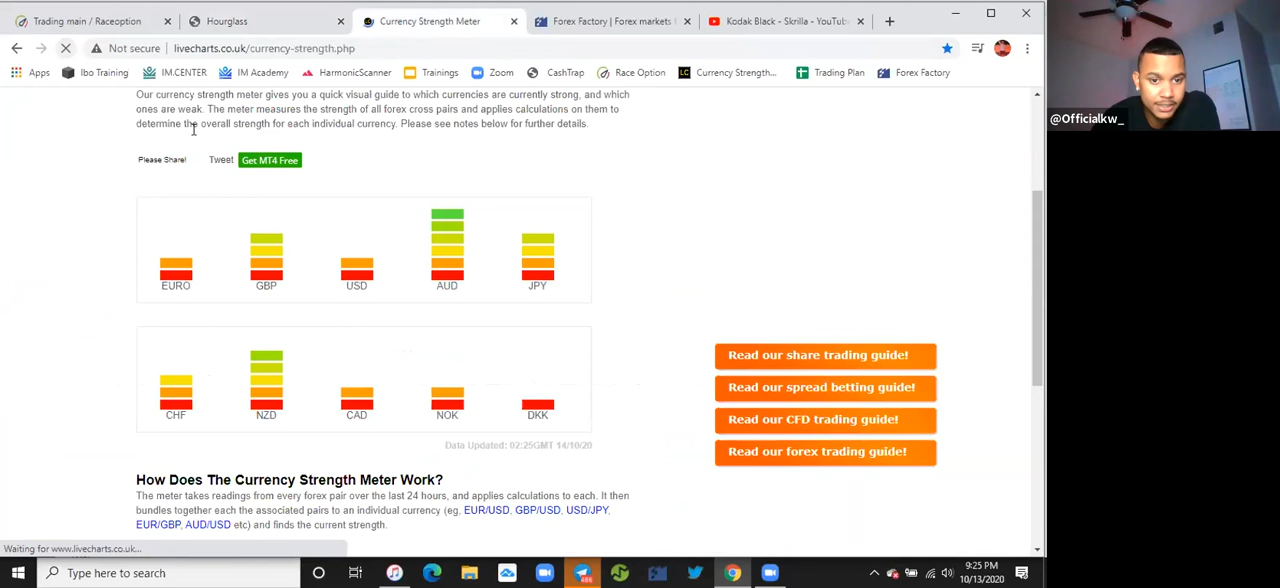 Trading main / Raceoption
Hourglass
Currency Strength Meter
Forex Factory | Forex markets
Kodak Black - Skrilla - YouTube
Not secure
livecharts.co.uk/currency-strength.php
Apps
Ibo Training
IM.CENTER
IM Academy
HarmonicScanner
Trainings
Zoom
CashTrap
Race Option
LC
Currency Strength...
Trading Plan
Forex Factory
Our currency strength meter gives you a quick visual guide to which currencies are currently strong, and which
ones are weak. The meter measures the strength of all forex cross pairs and applies calculations on them to
determine the overall strength for each individual currency. Please see notes below for further details.
Please Share!
Tweet
Get MT4 Free
EURO
GBP
USD
AUD
JPY
CHF
NZD
CAD
NOK
DKK
Data Updated: 02:25GMT 14/10/20
Read our share trading guide!
Read our spread betting guide!
Read our CFD trading guide!
Read our forex trading guide!
How Does The Currency Strength Meter Work?
The meter takes readings from every forex pair over the last 24 hours, and applies calculations to each. It then
bundles together each the associated pairs to an individual currency (eg, EUR/USD, GBP/USD, USD/JPY,
EUR/GBP, AUD/USD etc) and finds the current strength.
Waiting for www.livecharts.co.uk...
Type here to search
9:25 PM
10/13/2020
@Officialkw_